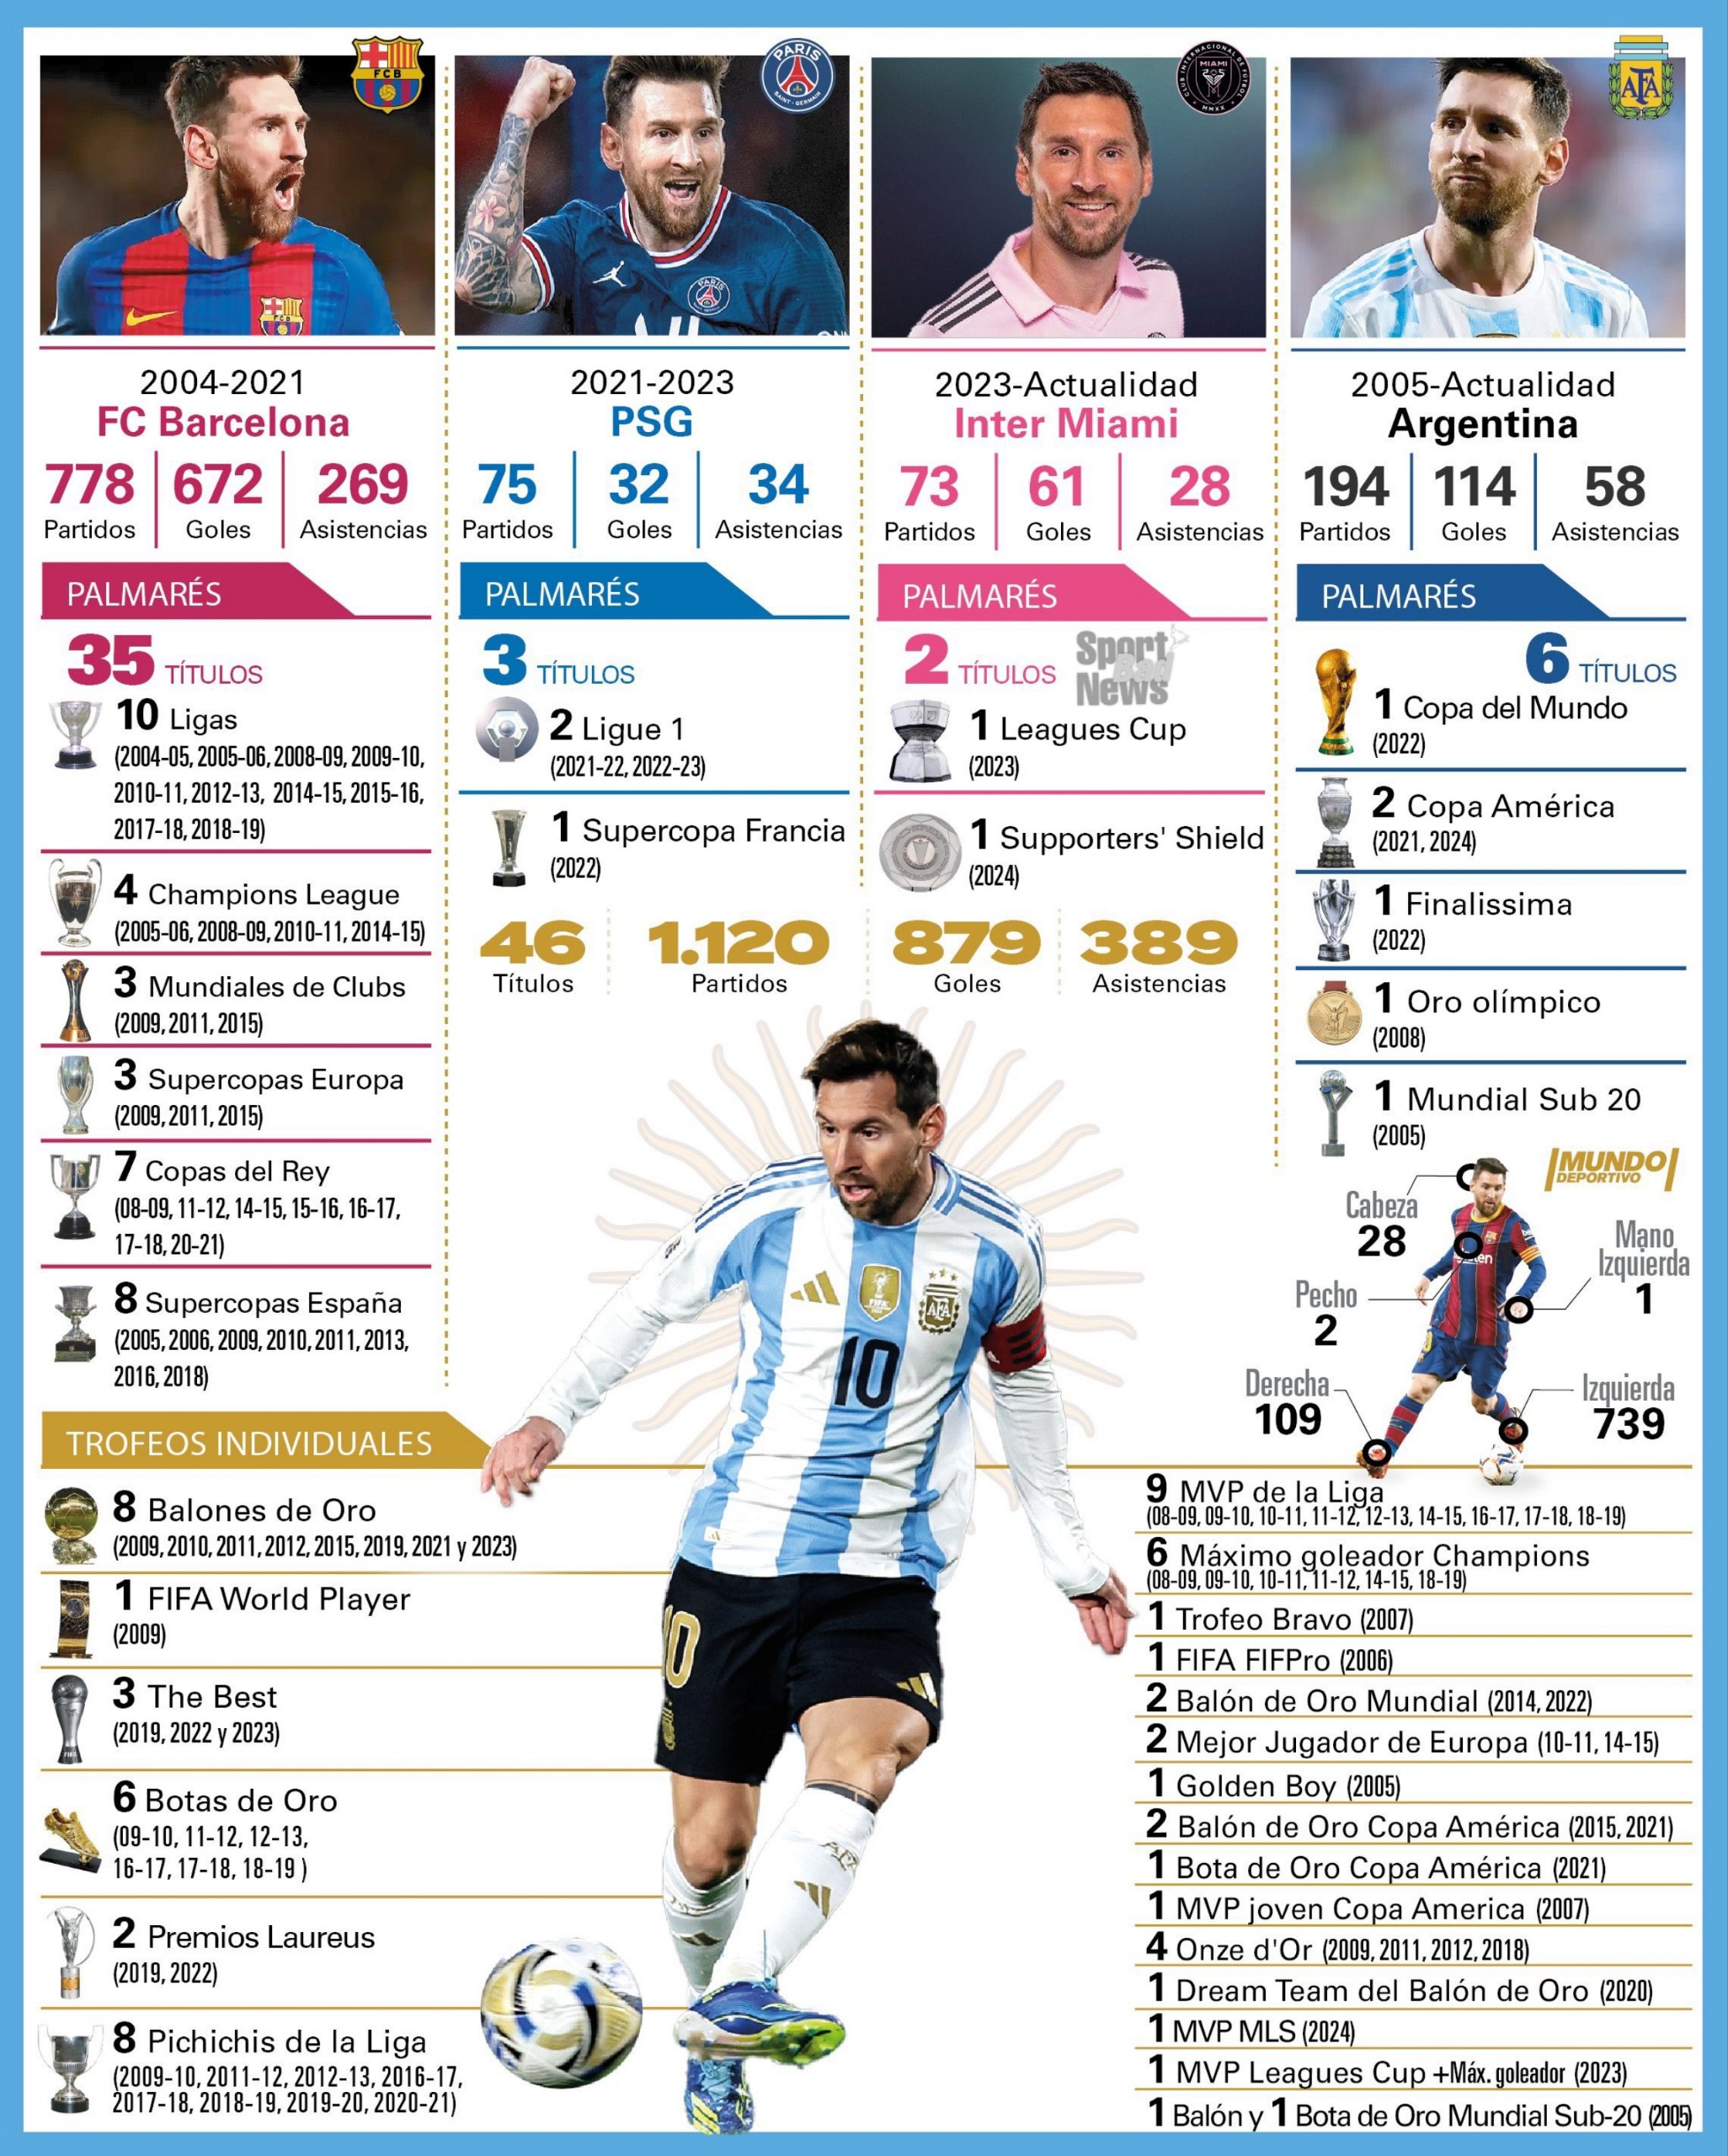 2004-2021
FC Barcelona
778
Partidos
672
Goles
269
Asistencias
PALMARÉS
35 TÍTULOS
10 Ligas
(2004-05, 2005-06, 2008-09, 2009-10,
2010-11, 2012-13, 2014-15, 2015-16,
2017-18, 2018-19)
4 Champions League
(2005-06, 2008-09, 2010-11, 2014-15)
3 Mundiales de Clubs
(2009, 2011, 2015)
3 Supercopas Europa
(2009, 2011, 2015)
7 Copas del Rey
(08-09, 11-12, 14-15, 15-16, 16-17,
17-18, 20-21)
8 Supercopas España
(2005, 2006, 2009, 2010, 2011, 2013,
2016, 2018)
FCB
2021-2023
PSG
75
Partidos
32
Goles
34
Asistencias
PALMARÉS
3 TÍTULOS
2 Ligue 1
(2021-22, 2022-23)
1 Supercopa Francia
(2022)
PARIS
SAINT-GERMAIN
2023-Actualidad
Inter Miami
73
Partidos
61
Goles
28
Asistencias
PALMARÉS
2 TÍTULOS
Sport
Bad
News
1 Leagues Cup
(2023)
1 Supporters' Shield
(2024)
MIAMI
MMXX
2005-Actualidad
Argentina
194
Partidos
114
Goles
58
Asistencias
PALMARÉS
6 TÍTULOS
1 Copa del Mundo
(2022)
2 Copa América
(2021, 2024)
1 Finalissima
(2022)
1 Oro olímpico
(2008)
1 Mundial Sub 20
(2005)
AFA
46
Títulos
1.120
Partidos
879
Goles
389
Asistencias
MUNDO
DEPORTIVO
Cabeza
28
Mano
Izquierda
1
Pecho
2
Derecha
109
Izquierda
739
FIFA
AFA
10
10
TROFEOS INDIVIDUALES
8 Balones de Oro
(2009, 2010, 2011, 2012, 2015, 2019, 2021 y 2023)
1 FIFA World Player
(2009)
3 The Best
(2019, 2022 y 2023)
6 Botas de Oro
(09-10, 11-12, 12-13,
16-17, 17-18, 18-19 )
2 Premios Laureus
(2019, 2022)
8 Pichichis de la Liga
(2009-10, 2011-12, 2012-13, 2016-17,
2017-18, 2018-19, 2019-20, 2020-21)
9 MVP de la Liga
(08-09, 09-10, 10-11, 11-12, 12-13, 14-15, 16-17, 17-18, 18-19)
6 Máximo goleador Champions
(08-09, 09-10, 10-11, 11-12, 14-15, 18-19)
1 Trofeo Bravo (2007)
1 FIFA FIFPro (2006)
2 Balón de Oro Mundial (2014, 2022)
2 Mejor Jugador de Europa (10-11, 14-15)
1 Golden Boy (2005)
2 Balón de Oro Copa América (2015, 2021)
1 Bota de Oro Copa América (2021)
1 MVP joven Copa America (2007)
4 Onze d'Or (2009, 2011, 2012, 2018)
1 Dream Team del Balón de Oro (2020)
1 MVP MLS (2024)
1 MVP Leagues Cup +Máx. goleador (2023)
1 Balón y 1 Bota de Oro Mundial Sub-20 (2005)